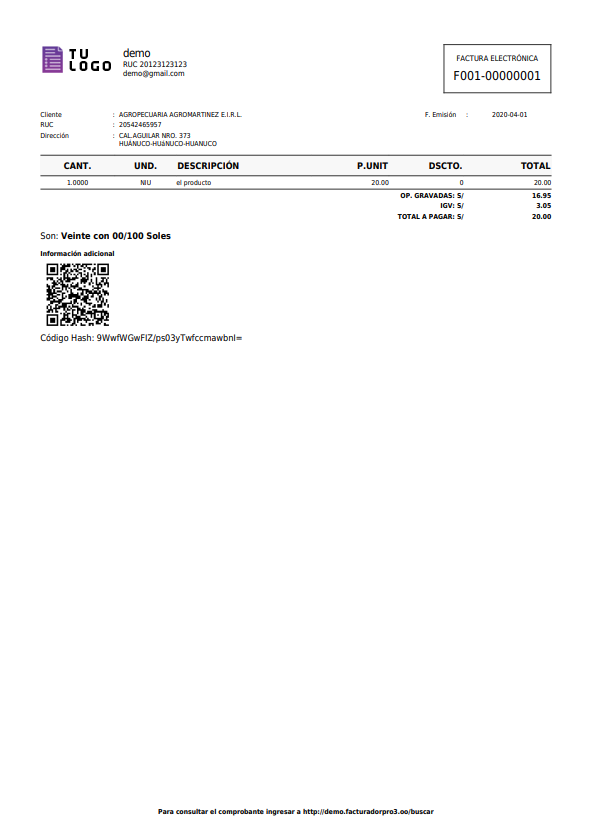 TU
LOGO
demo
RUC 20123123123
demo@gmail.com
FACTURA ELECTRÓNICA
F001-00000001
Cliente : AGROPECUARIA AGROMARTINEZ E.I.R.L. F. Emisión : 2020-04-01
RUC : 20542465957
Dirección : CAL.AGUILAR NRO. 373
HUÁNUCO-HUáNUCO-HUANUCO
CANT. UND. DESCRIPCIÓN P.UNIT DSCTO. TOTAL
1.0000 NIU el producto 20.00 0 20.00
OP. GRAVADAS: S/ 16.95
IGV: S/ 3.05
TOTAL A PAGAR: S/ 20.00
Son: Veinte con 00/100 Soles
Información adicional
Código Hash: 9WwfWGwFIZ/ps03yTwfccmawbnI=
Para consultar el comprobante ingresar a http://demo.facturadorpro3.oo/buscar